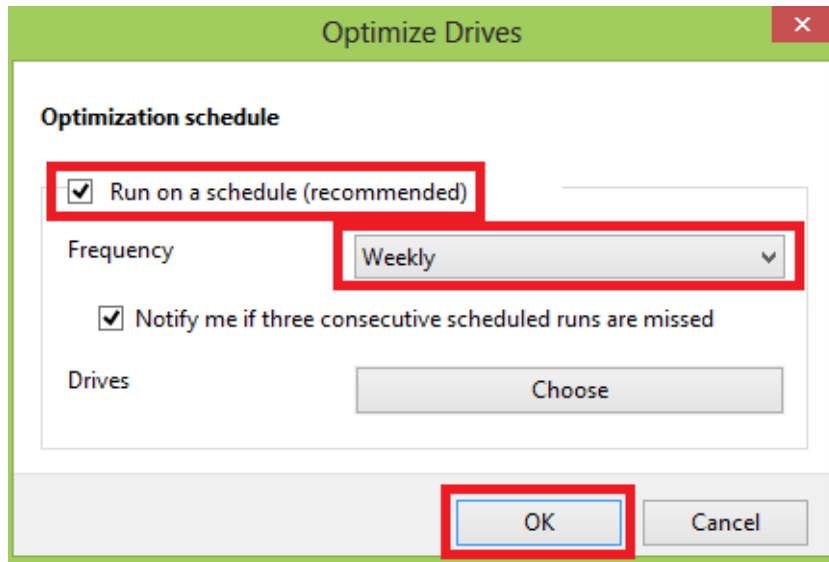 Optimize Drives
Optimization schedule
Run on a schedule (recommended)
Frequency
Weekly
Notify me if three consecutive scheduled runs are missed
Drives
Choose
OK
Cancel